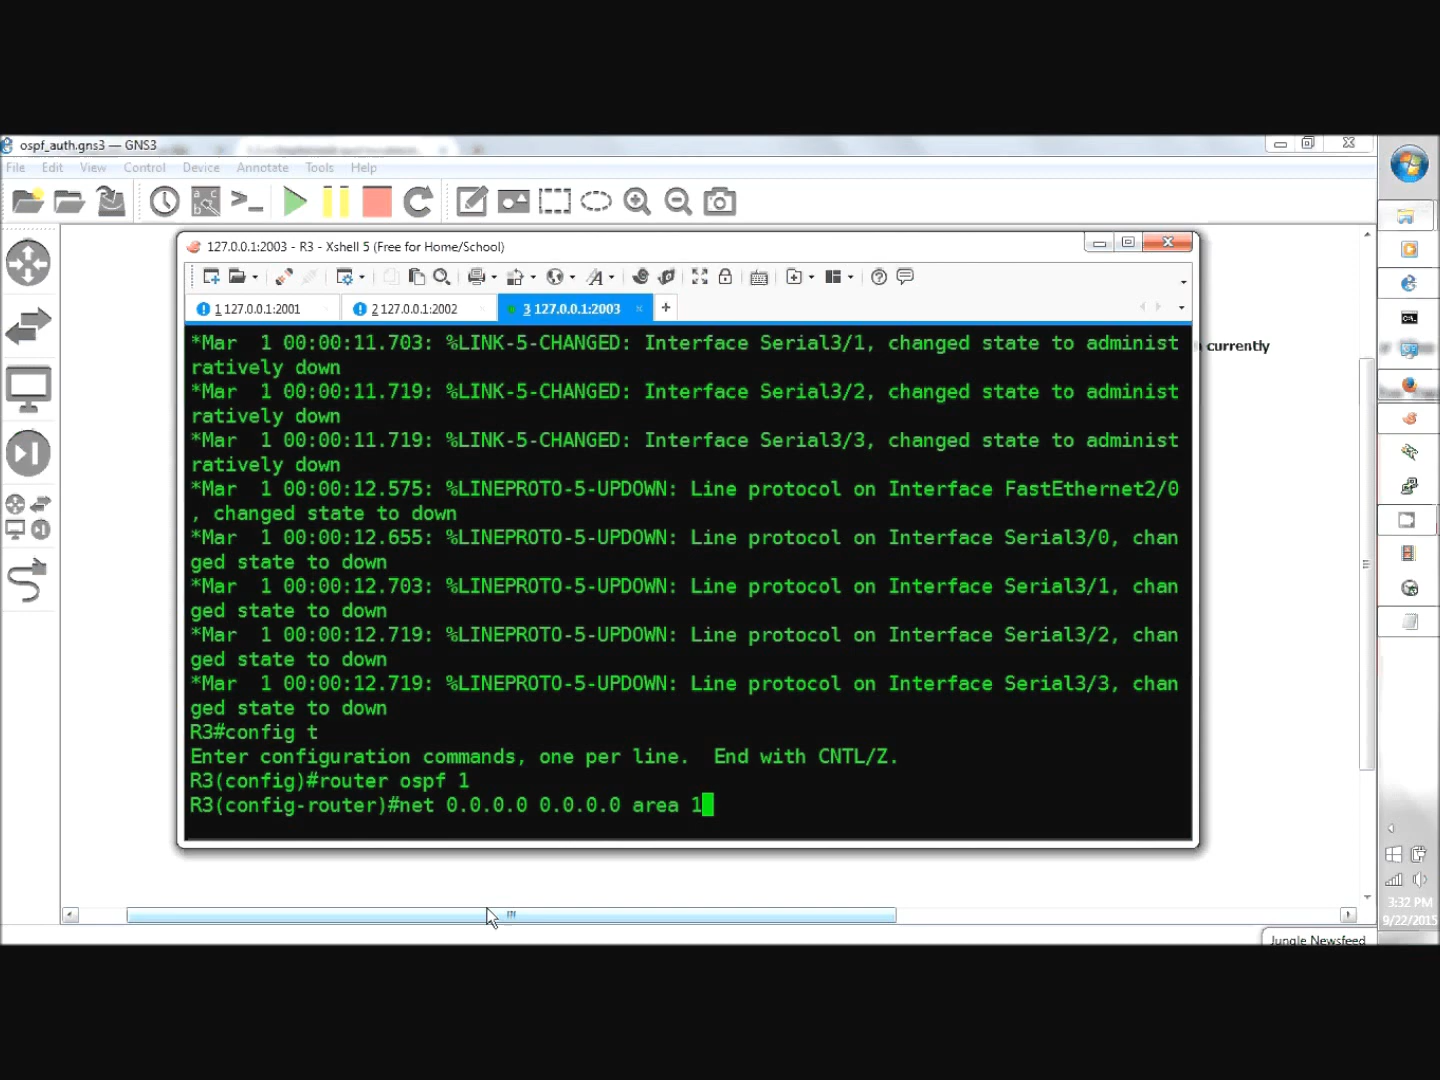 ospf_auth.gns3 — GNS3
File Edit View Control Device Annotate Tools Help
127.0.0.1:2003 - R3 - Xshell 5 (Free for Home/School)
1 127.0.0.1:2001
2 127.0.0.1:2002
3 127.0.0.1:2003
*Mar  1 00:00:11.703: %LINK-5-CHANGED: Interface Serial3/1, changed state to administ
ratively down
*Mar  1 00:00:11.719: %LINK-5-CHANGED: Interface Serial3/2, changed state to administ
ratively down
*Mar  1 00:00:11.719: %LINK-5-CHANGED: Interface Serial3/3, changed state to administ
ratively down
*Mar  1 00:00:12.575: %LINEPROTO-5-UPDOWN: Line protocol on Interface FastEthernet2/0
, changed state to down
*Mar  1 00:00:12.655: %LINEPROTO-5-UPDOWN: Line protocol on Interface Serial3/0, chan
ged state to down
*Mar  1 00:00:12.703: %LINEPROTO-5-UPDOWN: Line protocol on Interface Serial3/1, chan
ged state to down
*Mar  1 00:00:12.719: %LINEPROTO-5-UPDOWN: Line protocol on Interface Serial3/2, chan
ged state to down
*Mar  1 00:00:12.719: %LINEPROTO-5-UPDOWN: Line protocol on Interface Serial3/3, chan
ged state to down
R3#config t
Enter configuration commands, one per line.  End with CNTL/Z.
R3(config)#router ospf 1
R3(config-router)#net 0.0.0.0 0.0.0.0 area 1
currently
3:32 PM
9/22/2015
Jungle Newsfeed